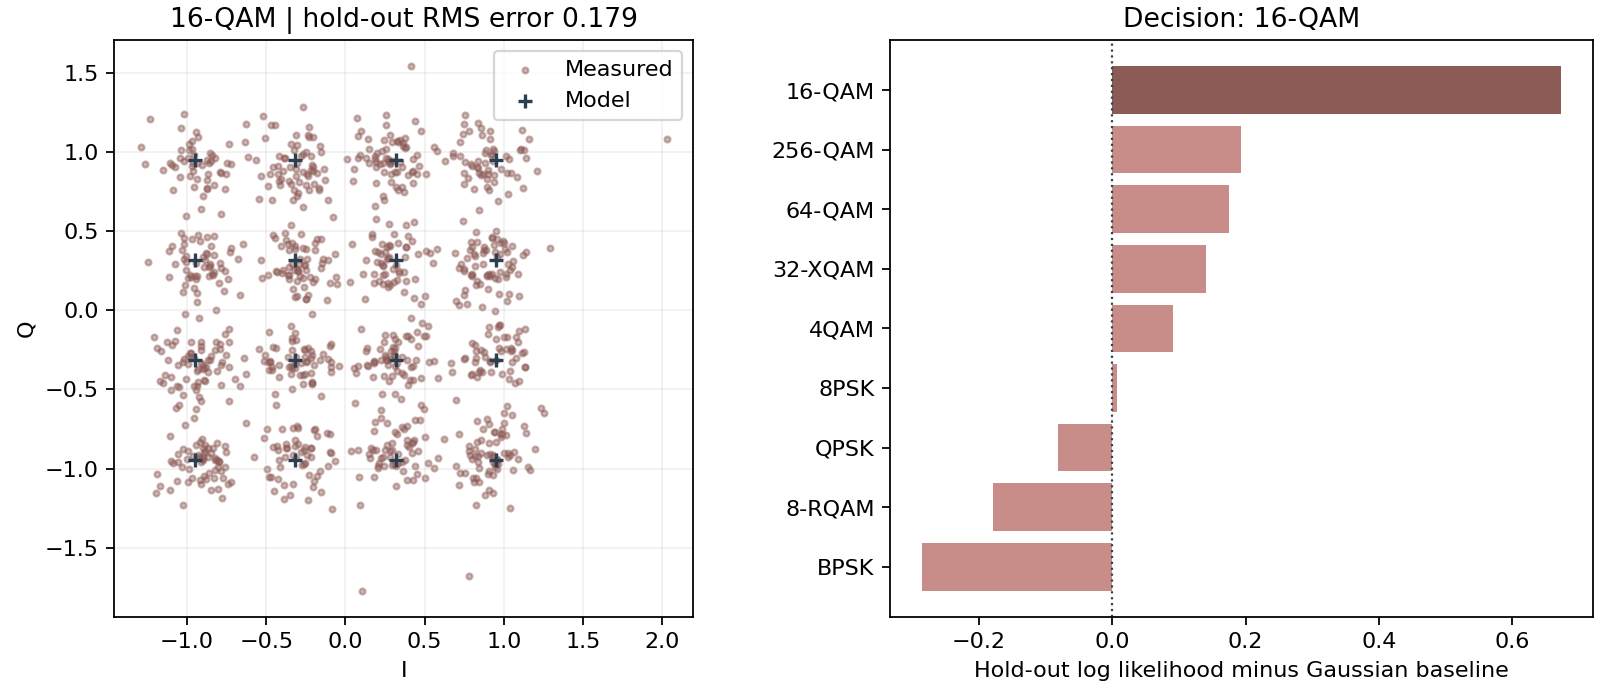 16-QAM | hold-out RMS error 0.179
Measured
Model
1.5
1.0
0.5
0.0
−0.5
−1.0
−1.5
Q
−1.0
−0.5
0.0
0.5
1.0
1.5
2.0
I
Decision: 16-QAM
16-QAM
256-QAM
64-QAM
32-XQAM
4QAM
8PSK
QPSK
8-RQAM
BPSK
−0.2
0.0
0.2
0.4
0.6
Hold-out log likelihood minus Gaussian baseline